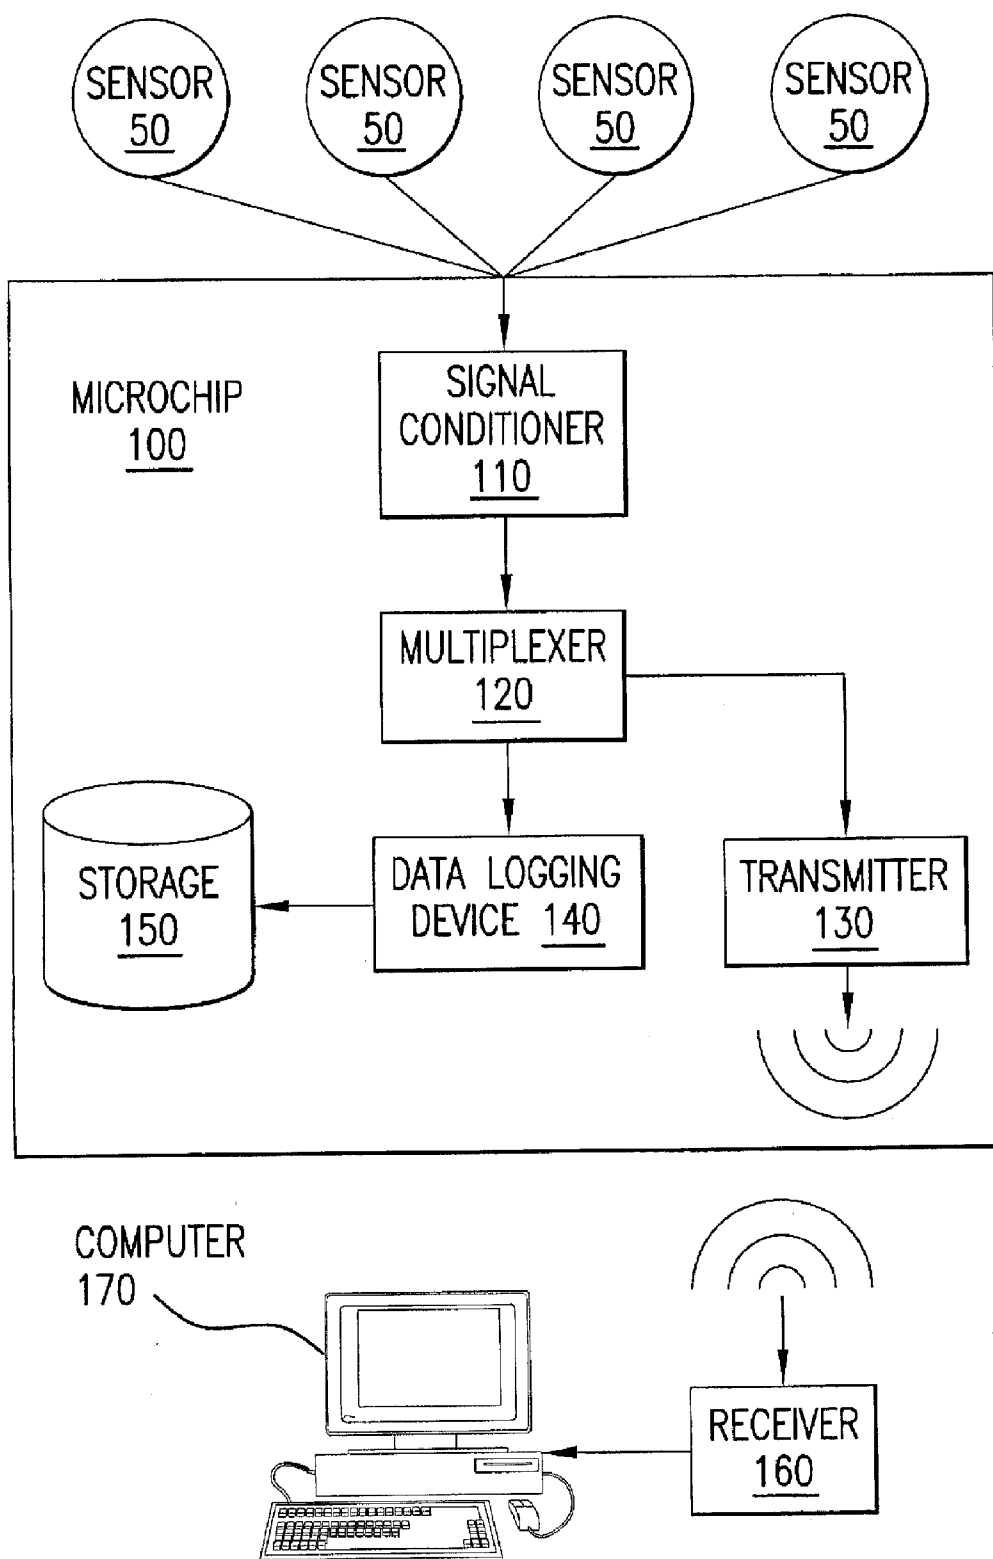 SENSOR
50
SENSOR
50
SENSOR
50
SENSOR
50
MICROCHIP
100
SIGNAL
CONDITIONER
110
MULTIPLEXER
120
STORAGE
150
DATA LOGGING
DEVICE 140
TRANSMITTER
130
COMPUTER
170
RECEIVER
160